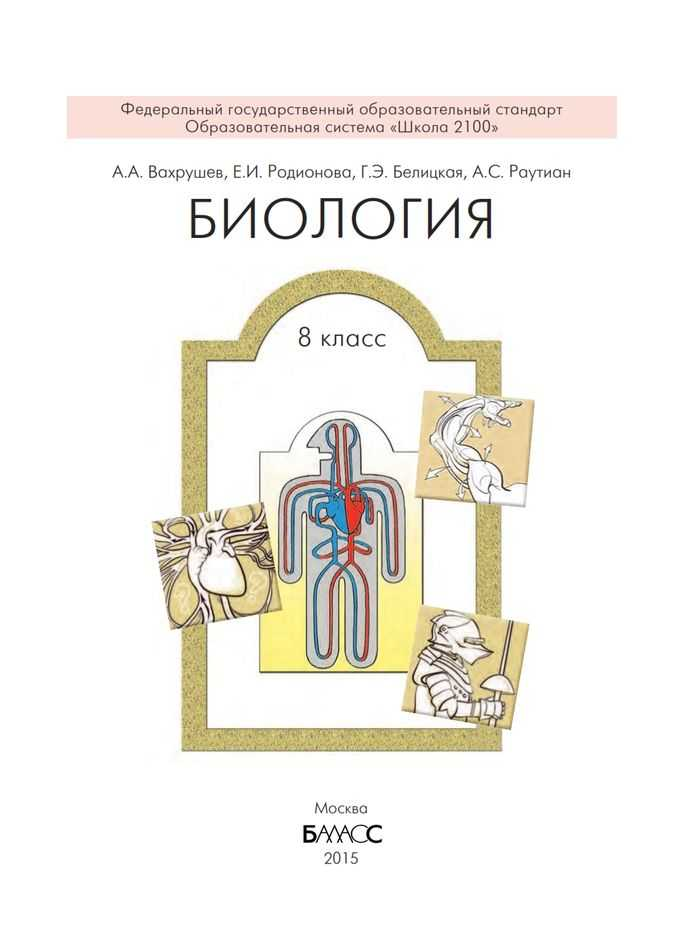 Федеральный государственный образовательный стандарт
Образовательная система «Школа 2100»
А.А. Вахрушев, Е.И. Родионова, Г.Э. Белицкая, А.С. Раутиан
БИОЛОГИЯ
8 класс
Москва
БАЛАСС
2015